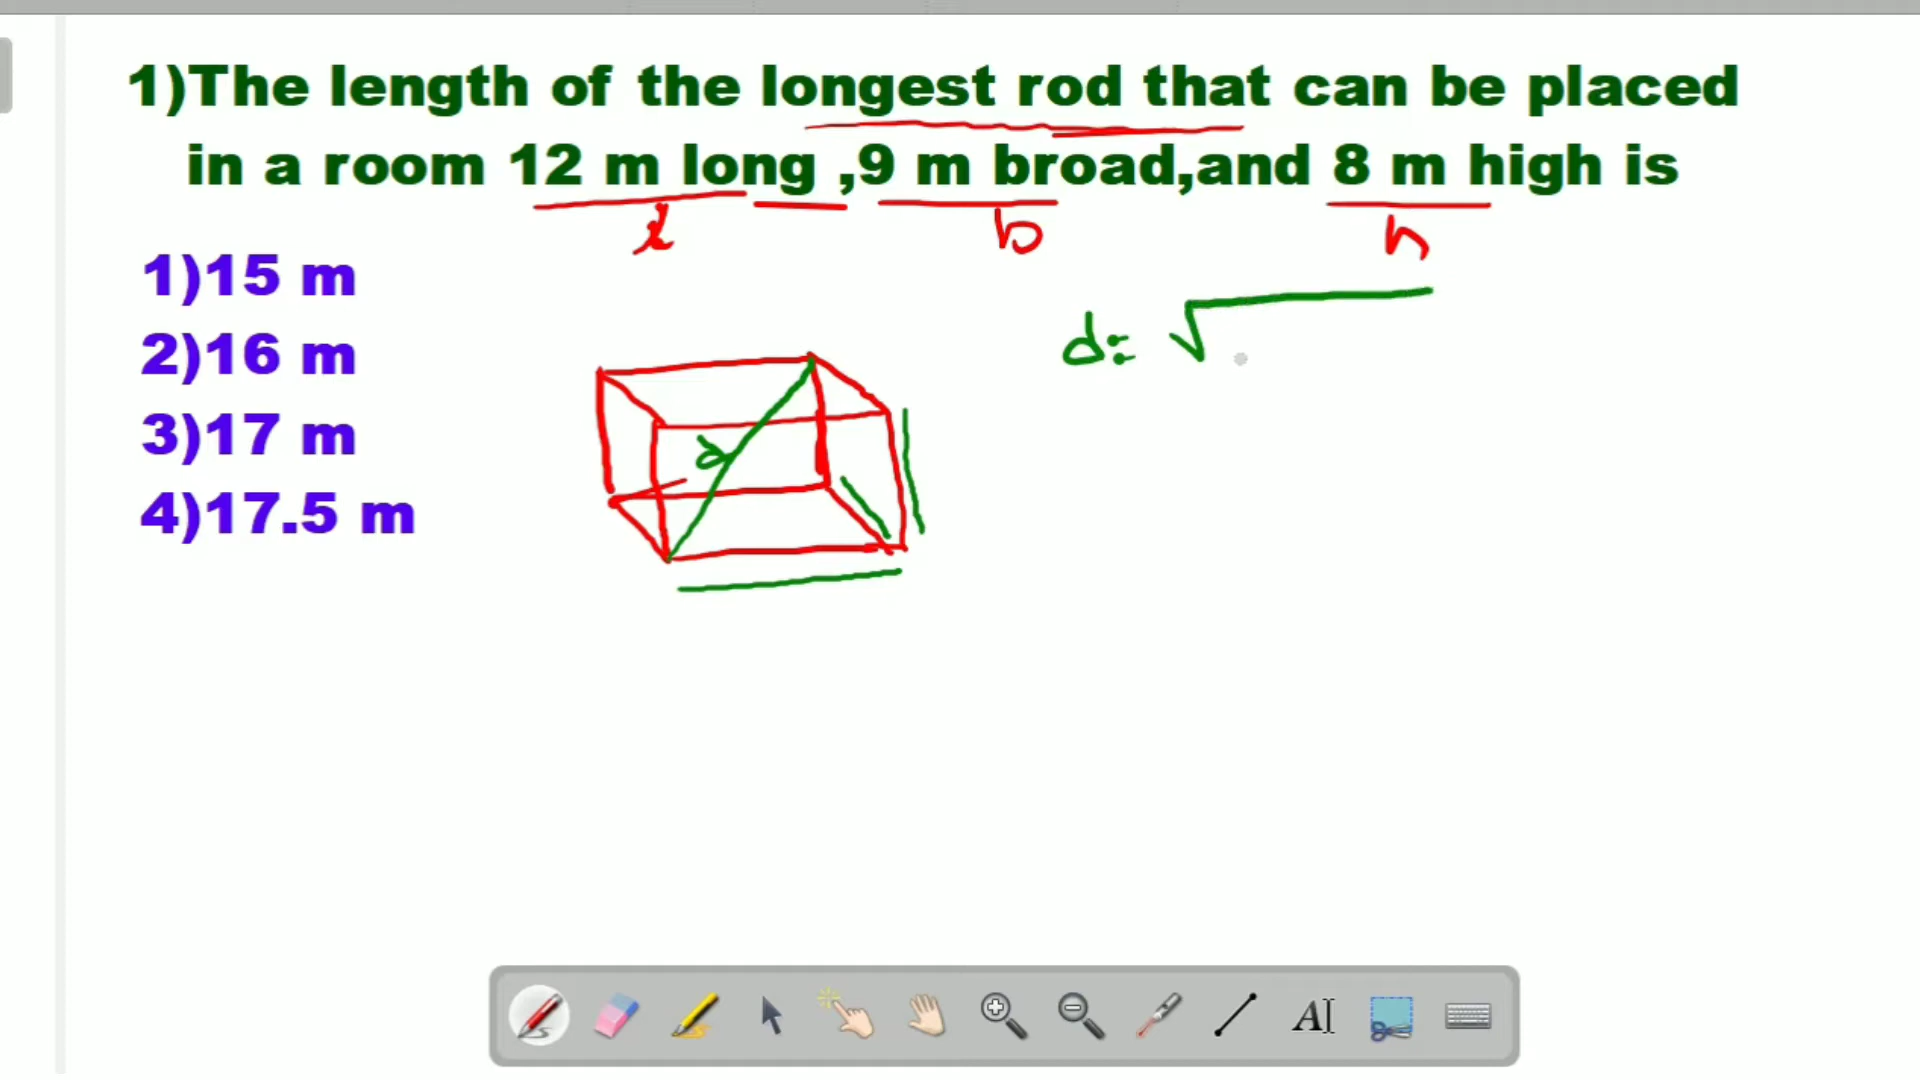 1)The length of the longest rod that can be placed
in a room 12 m long ,9 m broad,and 8 m high is
l b h
1)15 m
d= √
2)16 m
3)17 m
d
4)17.5 m
AI